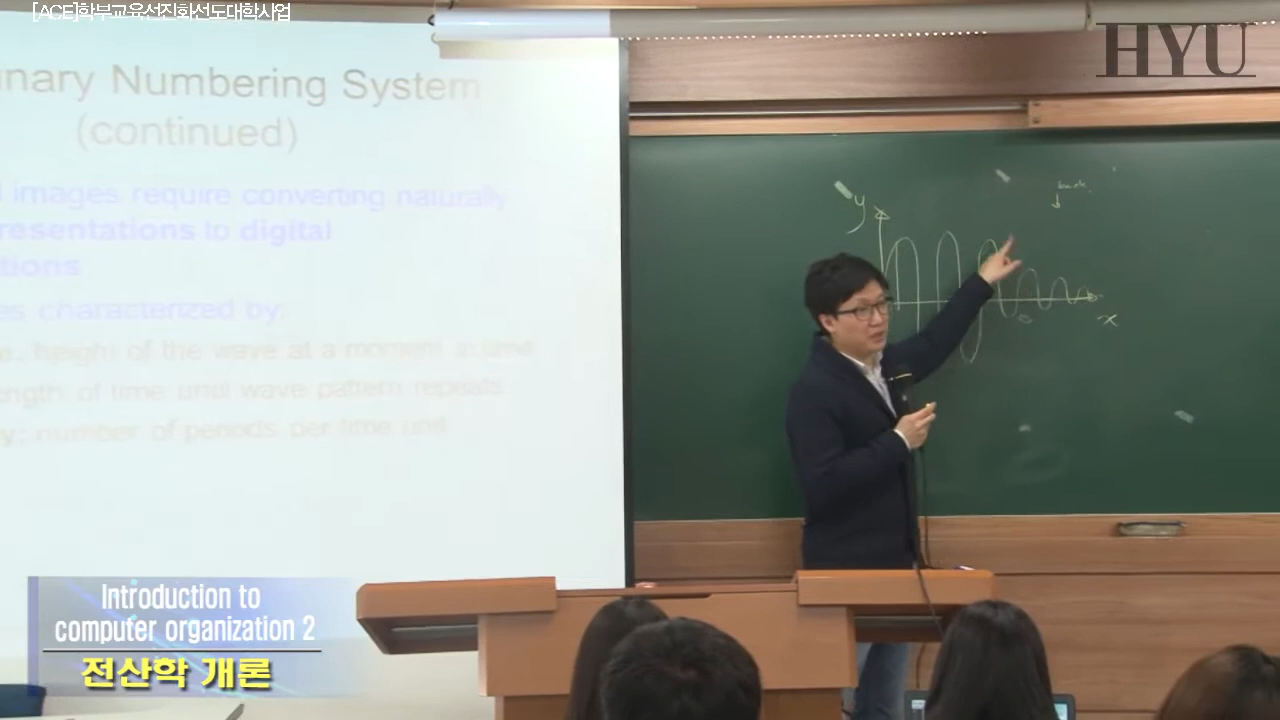 [ACE]학부교육선진화선도대학사업
HYU
nary Numbering System
(continued)
images require converting naturally
resentations to digital
tions
es characterized by:
height of the wave at a moment in time
ength of time until wave pattern repeats
y: number of periods per time unit
y
x
Introduction to
computer organization 2
전산학 개론